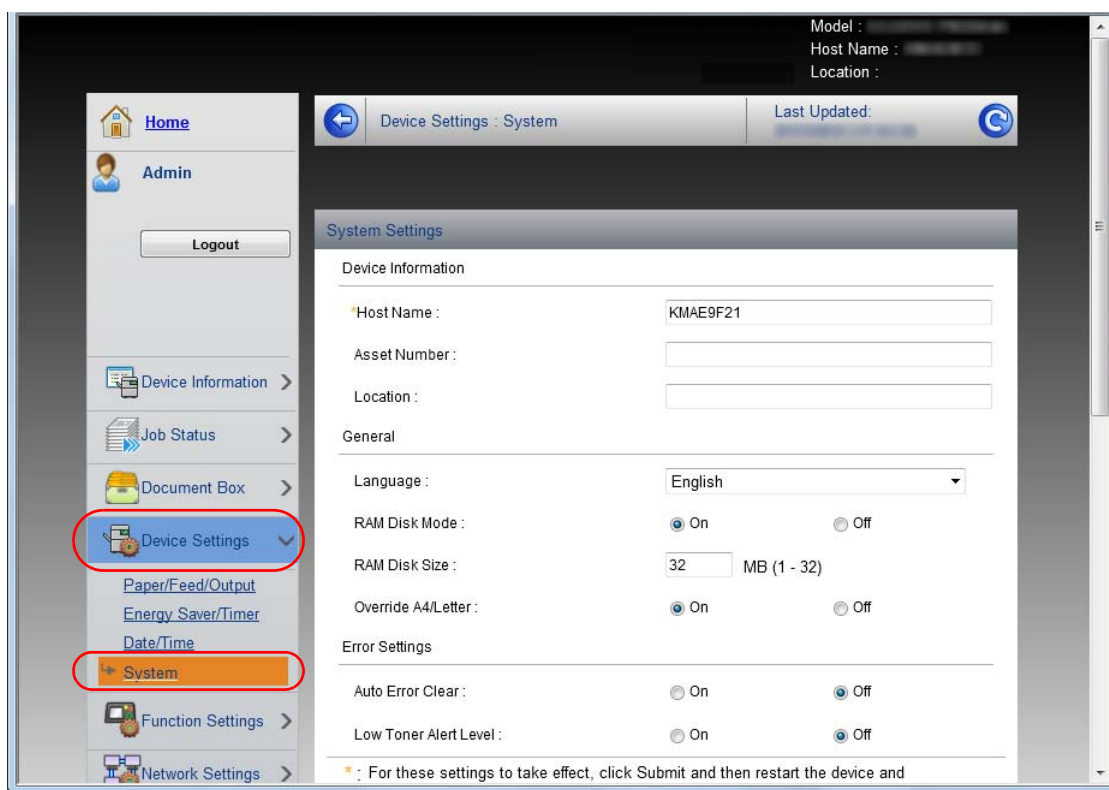 Model :
Host Name :
Location :
Home
Admin
Logout
Device Information
Job Status
Document Box
Device Settings
Paper/Feed/Output
Energy Saver/Timer
Date/Time
System
Function Settings
Network Settings
Device Settings : System
Last Updated:
System Settings
Device Information
*Host Name : KMAE9F21
Asset Number :
Location :
General
Language : English
RAM Disk Mode : On Off
RAM Disk Size : 32 MB (1 - 32)
Override A4/Letter : On Off
Error Settings
Auto Error Clear : On Off
Low Toner Alert Level : On Off
* : For these settings to take effect, click Submit and then restart the device and